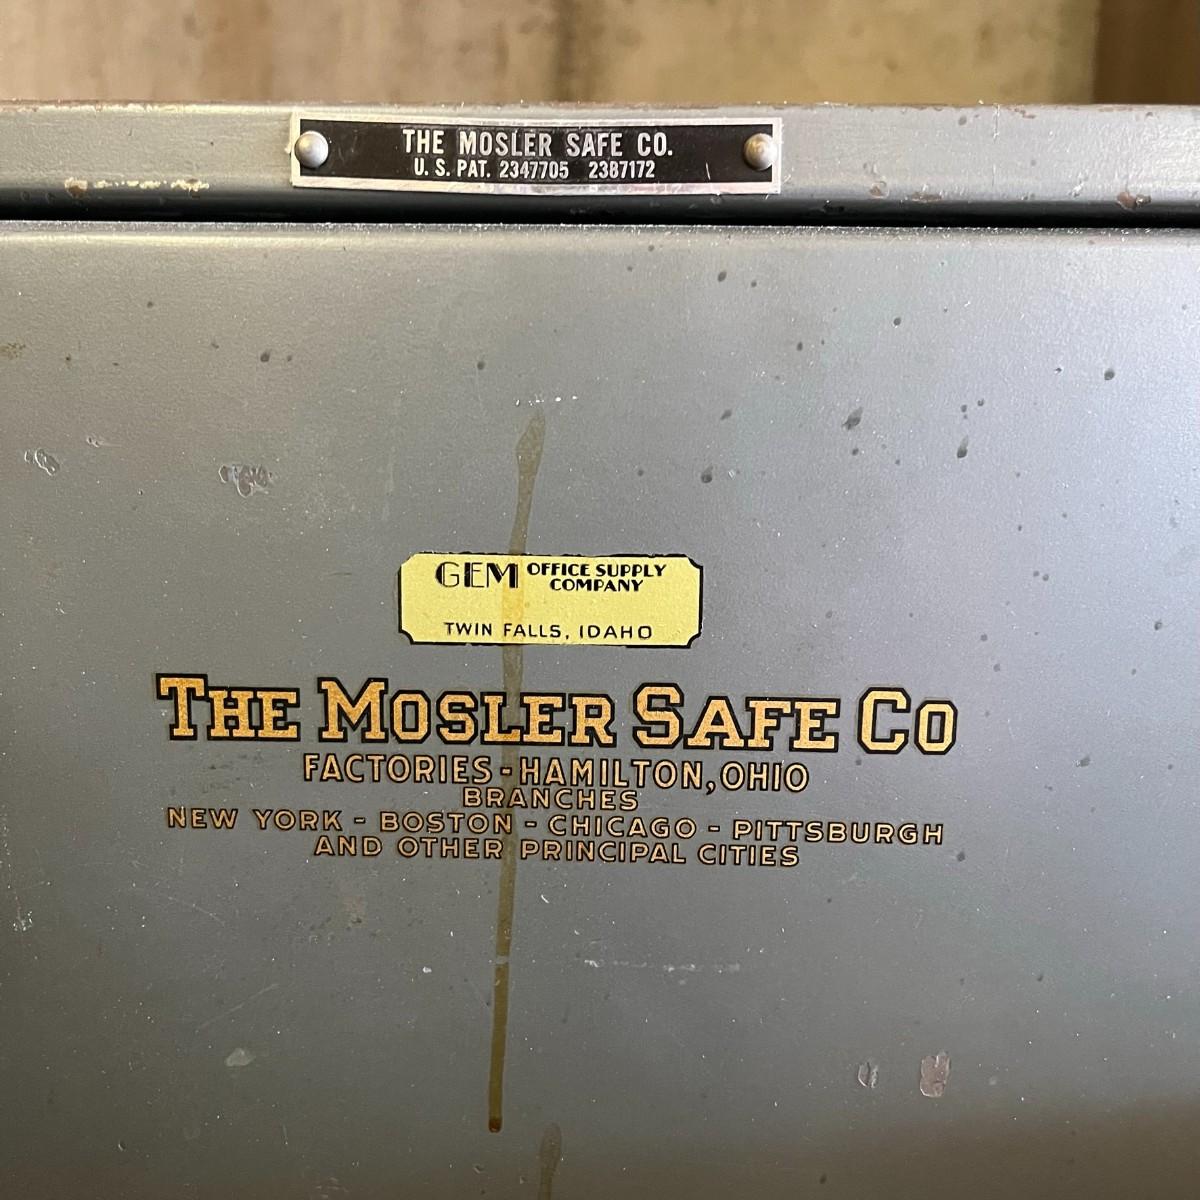 THE MOSLER SAFE CO.
U. S. PAT. 2347705 2387172
GEM OFFICE SUPPLY
COMPANY
TWIN FALLS, IDAHO
THE MOSLER SAFE CO
FACTORIES - HAMILTON, OHIO
BRANCHES
NEW YORK - BOSTON - CHICAGO - PITTSBURGH
AND OTHER PRINCIPAL CITIES